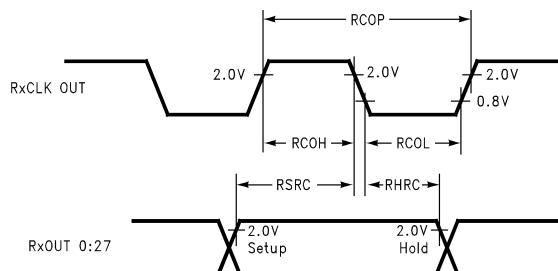 RCOP
2.0V
2.0V
2.0V
RxCLK OUT
0.8V
RCOH
RCOL
RSRC
RHRC
RxOUT 0:27
2.0V
2.0V
Setup
Hold